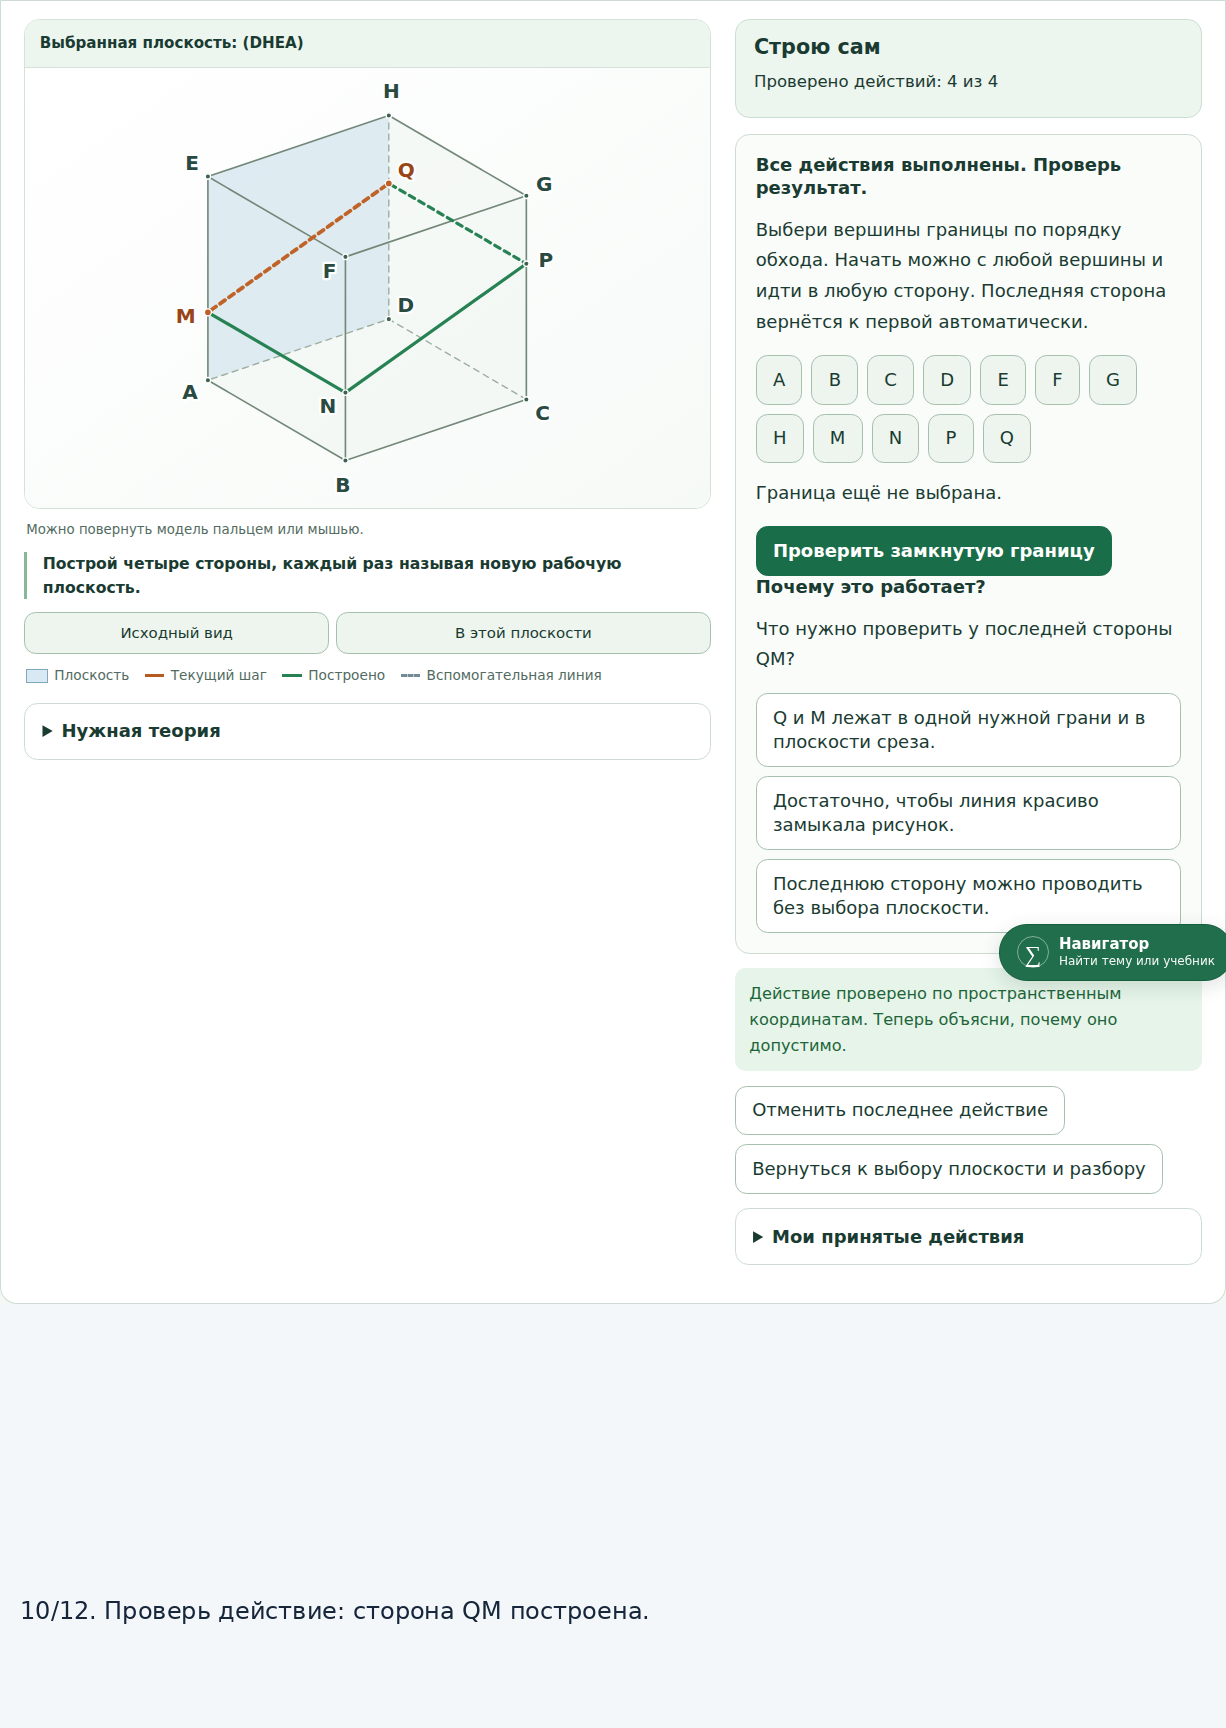 Выбранная плоскость: (DHEA)
H
E
Q
G
F
P
M
D
A
N
C
B
Можно повернуть модель пальцем или мышью.
Построй четыре стороны, каждый раз называя новую рабочую
плоскость.
Исходный вид
В этой плоскости
Плоскость
Текущий шаг
Построено
Вспомогательная линия
Нужная теория
Строю сам
Проверено действий: 4 из 4
Все действия выполнены. Проверь
результат.
Выбери вершины границы по порядку
обхода. Начать можно с любой вершины и
идти в любую сторону. Последняя сторона
вернётся к первой автоматически.
A B C D E F G
H M N P Q
Граница ещё не выбрана.
Проверить замкнутую границу
Почему это работает?
Что нужно проверить у последней стороны
QM?
Q и M лежат в одной нужной грани и в
плоскости среза.
Достаточно, чтобы линия красиво
замыкала рисунок.
Последнюю сторону можно проводить
без выбора плоскости.
∑
Навигатор
Найти тему или учебник
Действие проверено по пространственным
координатам. Теперь объясни, почему оно
допустимо.
Отменить последнее действие
Вернуться к выбору плоскости и разбору
Мои принятые действия
10/12. Проверь действие: сторона QM построена.